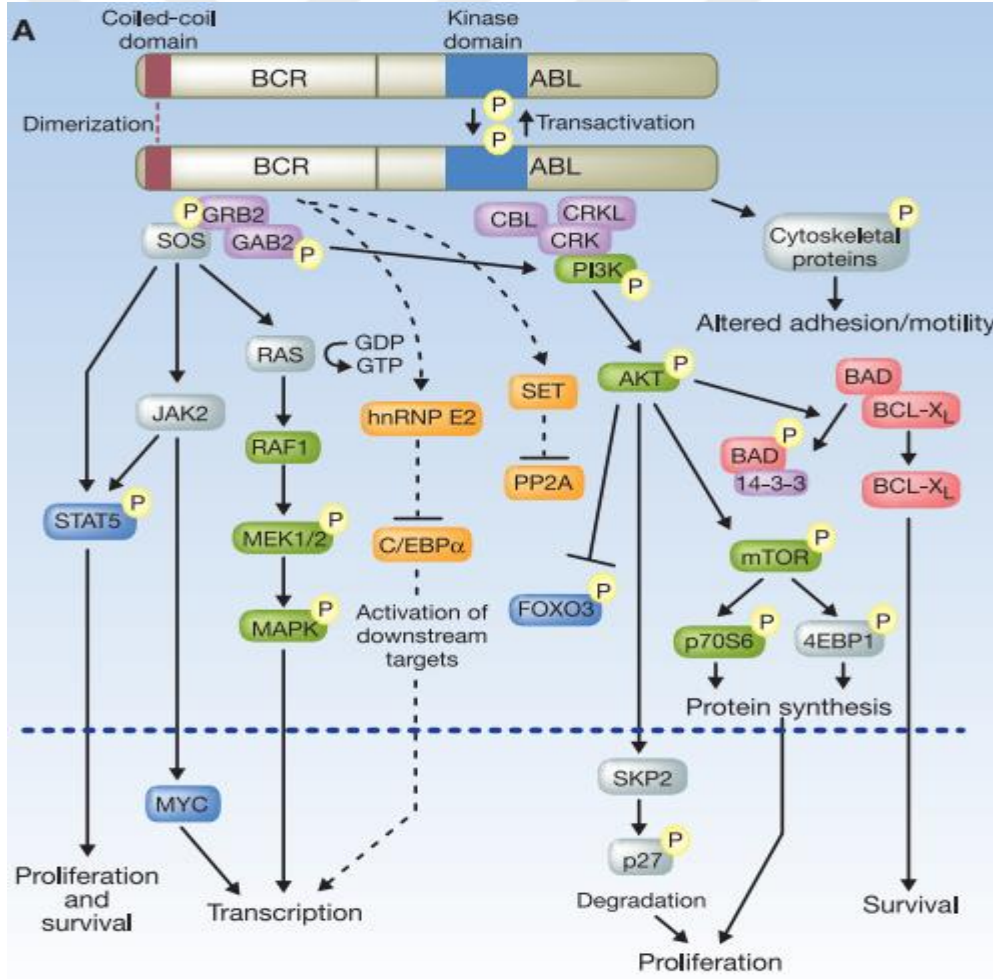 A
Coiled-coil
domain
Kinase
domain
BCR
ABL
P
Dimerization
Transactivation
P
BCR
ABL
P
GRB2
SOS
GAB2
P
CBL
CRKL
CRK
PI3K
P
P
Cytoskeletal
proteins
Altered adhesion/motility
RAS
GDP
GTP
JAK2
hnRNP E2
SET
AKT
P
BAD
BCL-XL
RAF1
PP2A
P
BAD
14-3-3
BCL-XL
STAT5
P
MEK1/2
P
C/EBPα
mTOR
P
FOXO3
P
MAPK
P
Activation of
downstream
targets
p70S6
P
4EBP1
P
Protein synthesis
MYC
SKP2
p27
P
Proliferation
and
survival
Transcription
Degradation
Survival
Proliferation